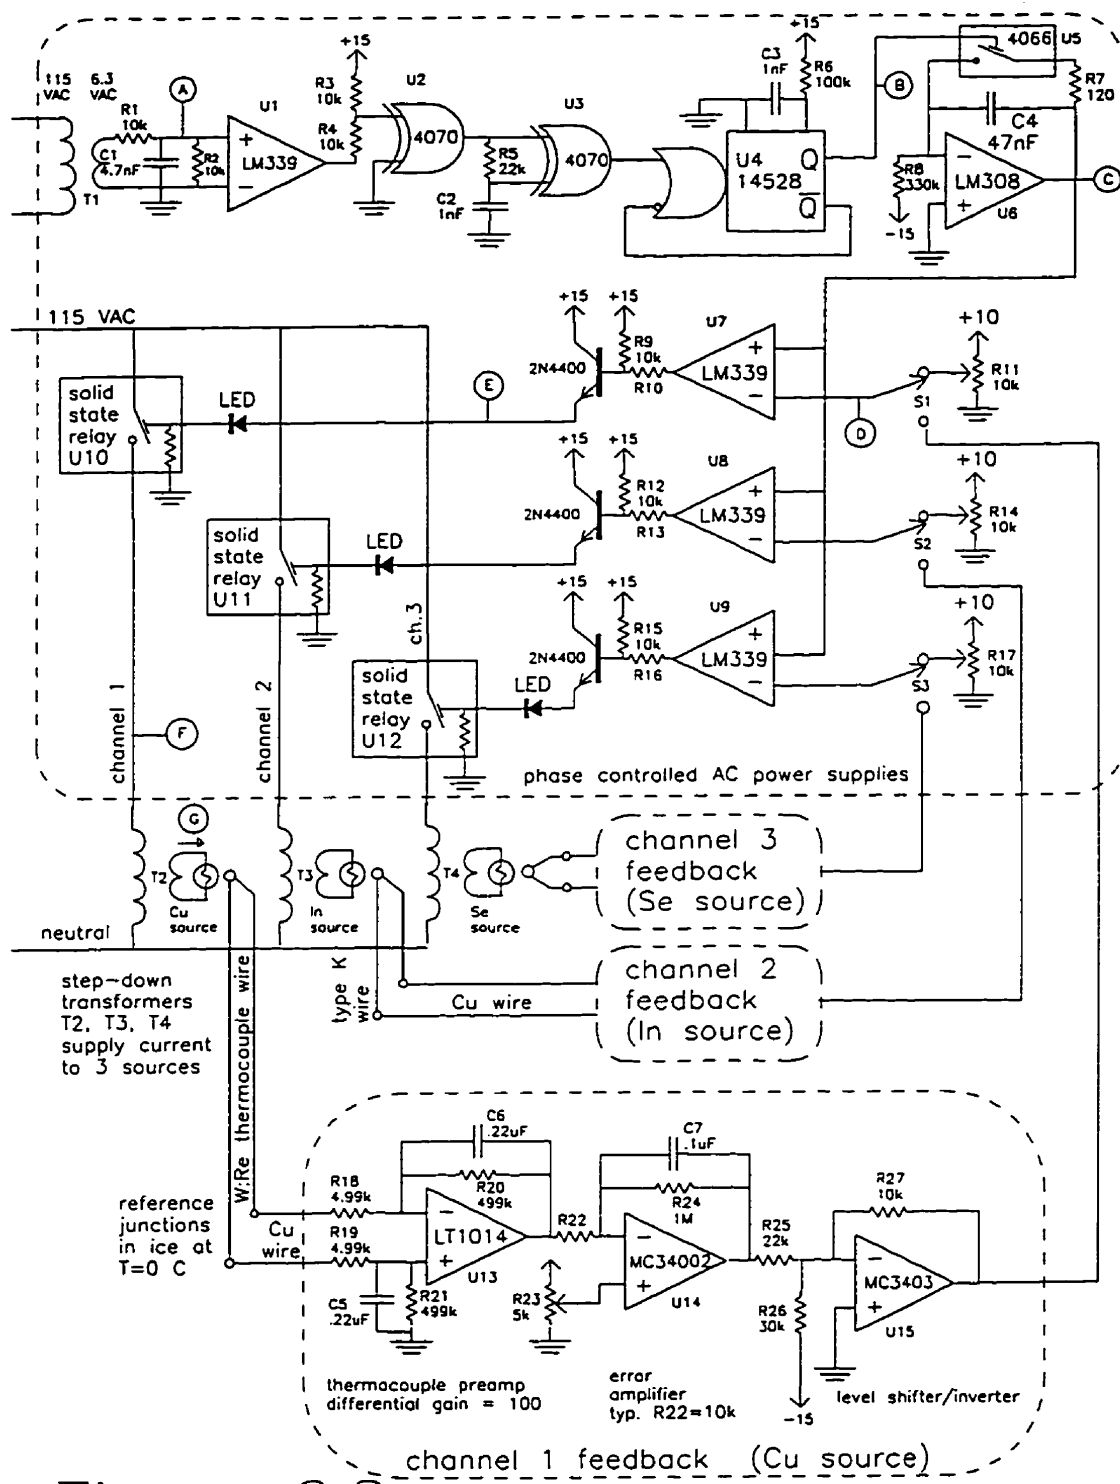 +15
+15
4066 U5
115 VAC
6.3 VAC
A
R1
10k
C1
4.7nF
R2
10k
T1
U1
+
LM339
−
R3
10k
R4
10k
U2
4070
R5
22k
C2
1nF
U3
4070
C3
1nF
R6
100k
U4
14528
Q
Q
B
R7
120
C4
47nF
R8
330k
-15
−
LM308
+
U6
C
115 VAC
solid
state
relay
U10
LED
E
+15
+15
2N4400
R9
10k
R10
U7
+
LM339
−
D
S1
+10
R11
10k
solid
state
relay
U11
LED
+15
+15
2N4400
R12
10k
R13
U8
+
LM339
−
S2
+10
R14
10k
solid
state
relay
U12
LED
+15
+15
2N4400
R15
10k
R16
U9
+
LM339
−
S3
+10
R17
10k
channel 1
F
channel 2
ch.3
phase controlled AC power supplies
G
T2
Cu
source
T3
In
source
T4
Se
source
channel 3
feedback
(Se source)
neutral
channel 2
feedback
(In source)
type K
wire
Cu wire
step-down
transformers
T2, T3, T4
supply current
to 3 sources
W:Re thermocouple wire
reference
junctions
in ice at
T=0 C
Cu
wire
R18
4.99k
R19
4.99k
C6
.22uF
R20
499k
−
LT1014
+
U13
C5
.22uF
R21
499k
R22
R23
5k
C7
.1uF
R24
1M
−
MC34002
+
U14
R25
22k
R26
30k
-15
R27
10k
−
MC3403
+
U15
thermocouple preamp
differential gain = 100
error
amplifier
typ. R22=10k
level shifter/inverter
channel 1 feedback (Cu source)